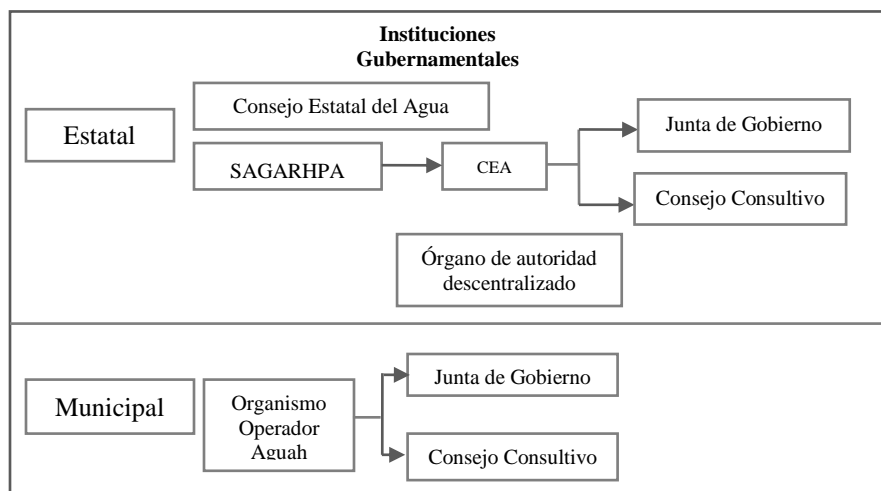 Instituciones
Gubernamentales
Consejo Estatal del Agua
Estatal
Junta de Gobierno
SAGARHPA
CEA
Consejo Consultivo
Órgano de autoridad
descentralizado
Municipal
Organismo
Operador
Aguah
Junta de Gobierno
Consejo Consultivo